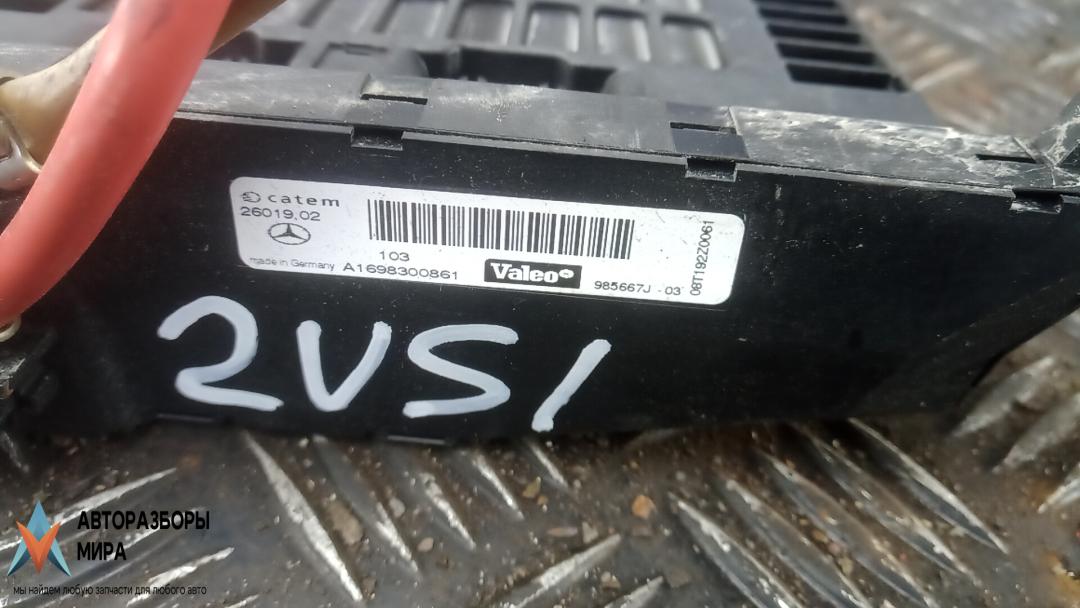 catem
26019.02
103
made in Germany A1698300861
Valeo
985667J - 03
08T192Z0061
2VS1
АВТОРАЗБОРЫ
МИРА
мы найдем любую запчасти для любого авто